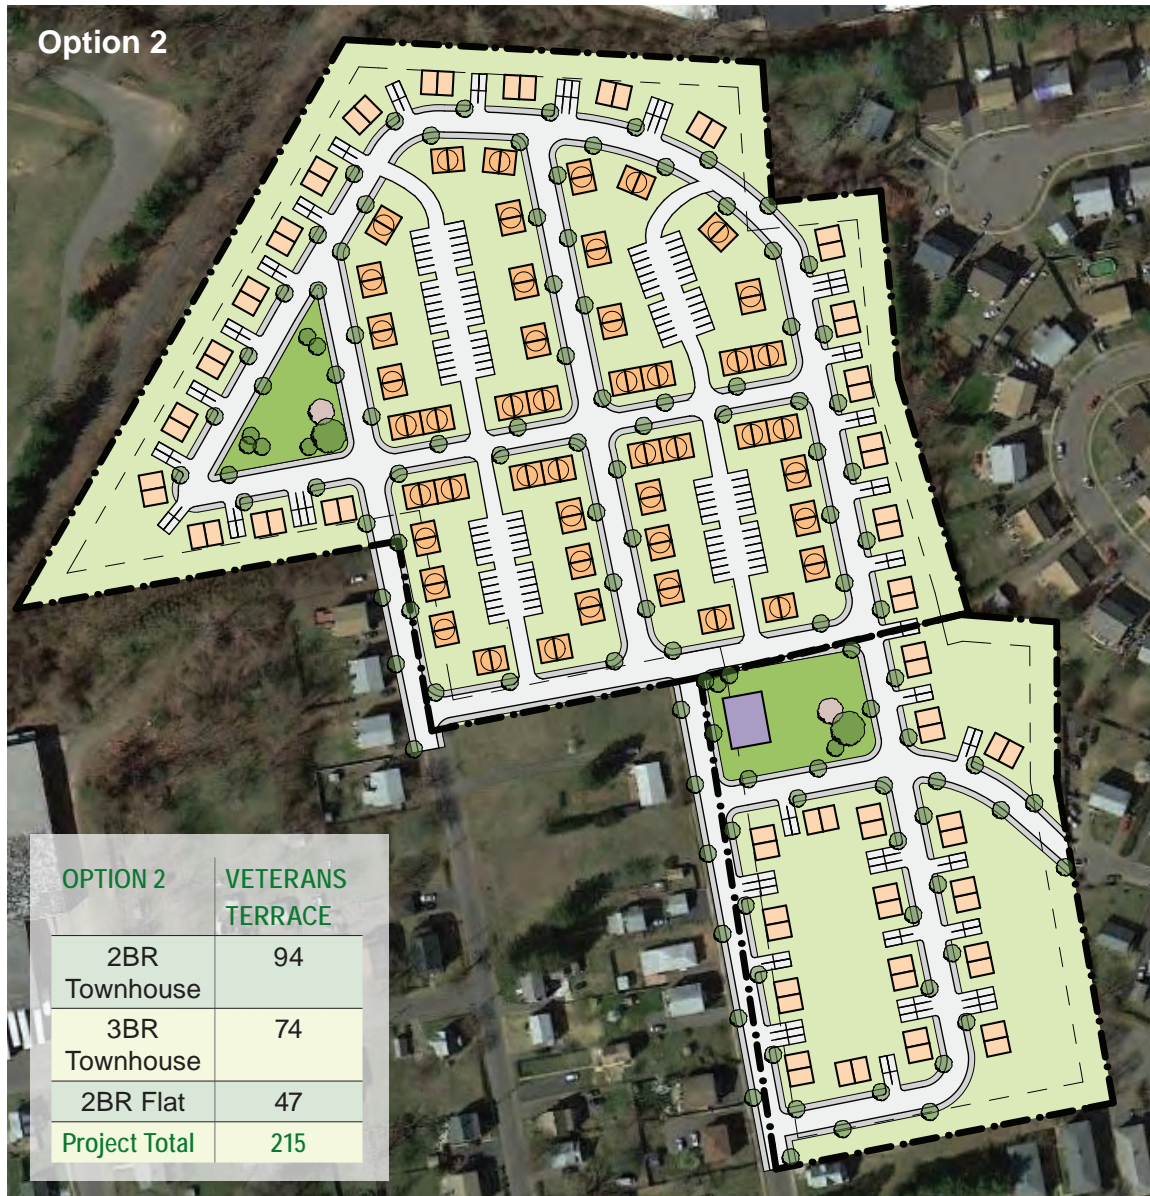 Option 2
OPTION 2 VETERANS
TERRACE
2BR 94
Townhouse
3BR 74
Townhouse
2BR Flat 47
Project Total 215